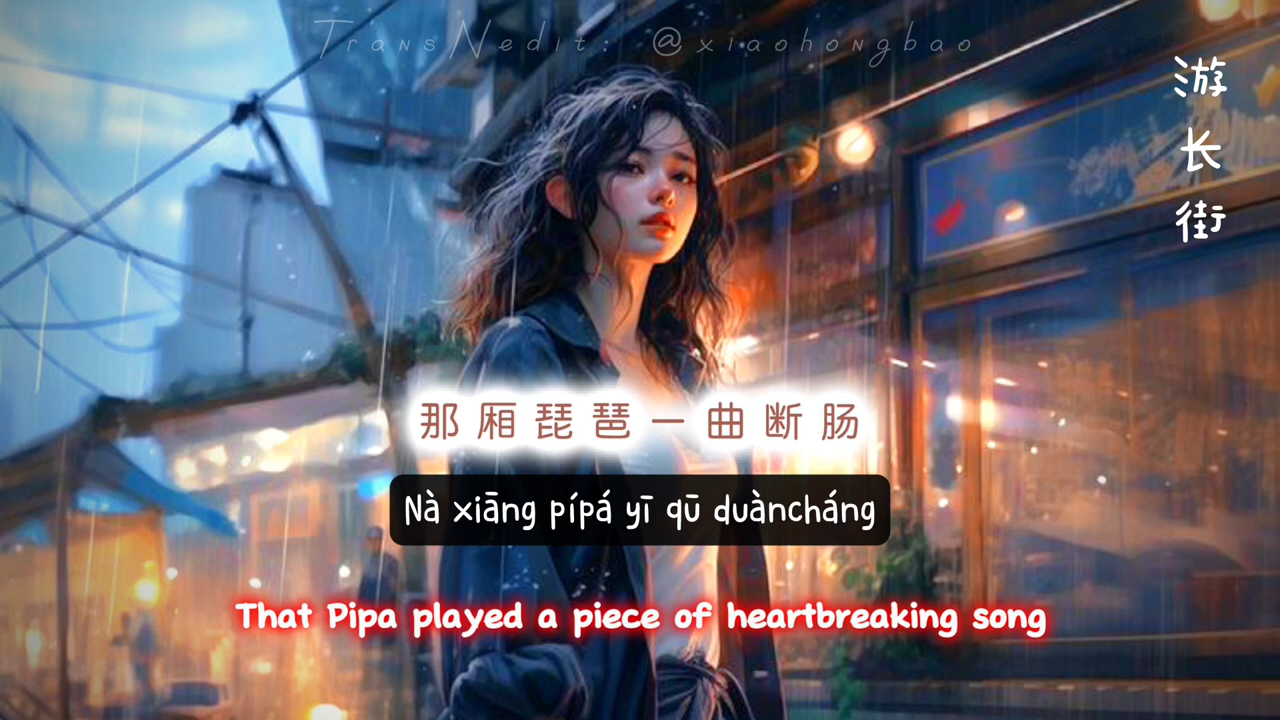 TransNedit: @xiaohongbao
游长街
那厢琵琶一曲断肠
Nà xiāng pípá yī qū duàncháng
That Pipa played a piece of heartbreaking song